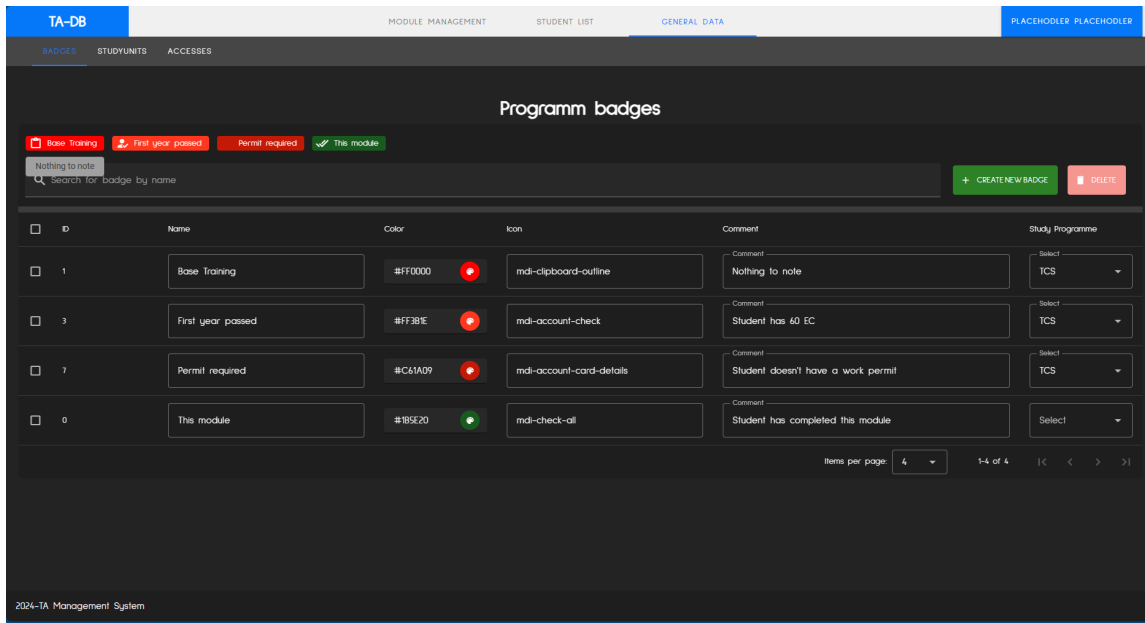 TA-DB MODULE MANAGEMENT STUDENT LIST GENERAL DATA PLACEHODLER PLACEHODLER
BADGES STUDYUNITS ACCESSES
Programm badges
Base Training First year passed Permit required This module
Nothing to note
Search for badge by name + CREATE NEW BADGE DELETE
ID Name Color Icon Comment Study Programme
Comment Select
1 Base Training #FF0000 mdi-clipboard-outline Nothing to note TCS
Comment Select
3 First year passed #FF3B1E mdi-account-check Student has 60 EC TCS
Comment Select
7 Permit required #C61A09 mdi-account-card-details Student doesn't have a work permit TCS
Comment
0 This module #1B5E20 mdi-check-all Student has completed this module Select
Items per page: 4 1-4 of 4
2024-TA Management System